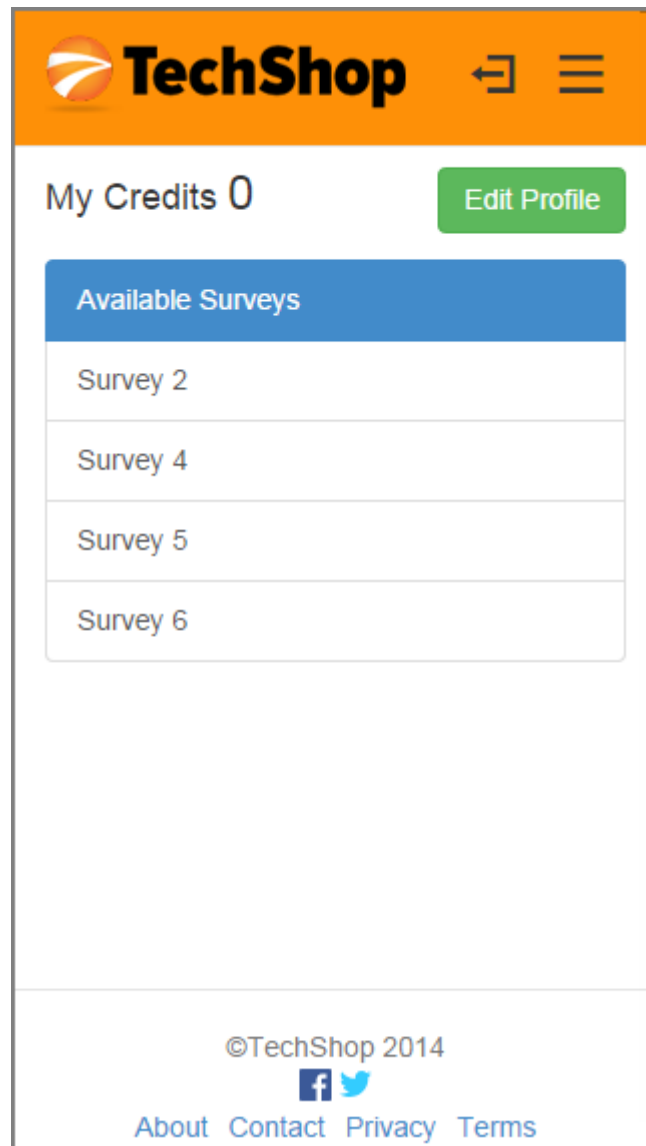 TechShop
My Credits 0
Edit Profile
Available Surveys
Survey 2
Survey 4
Survey 5
Survey 6
©TechShop 2014
About Contact Privacy Terms